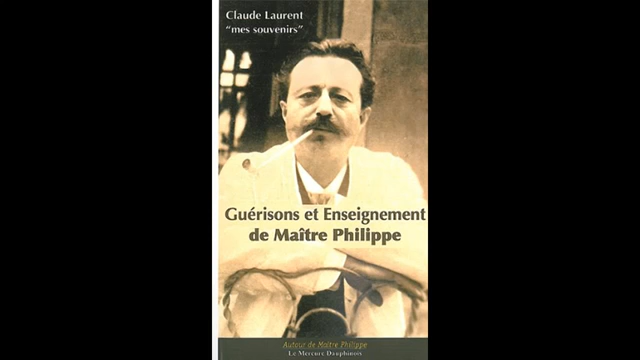 Claude Laurent
"mes souvenirs"
Guérisons et Enseignement
de Maître Philippe
Autour de Maître Philippe
Le Mercure Dauphinois